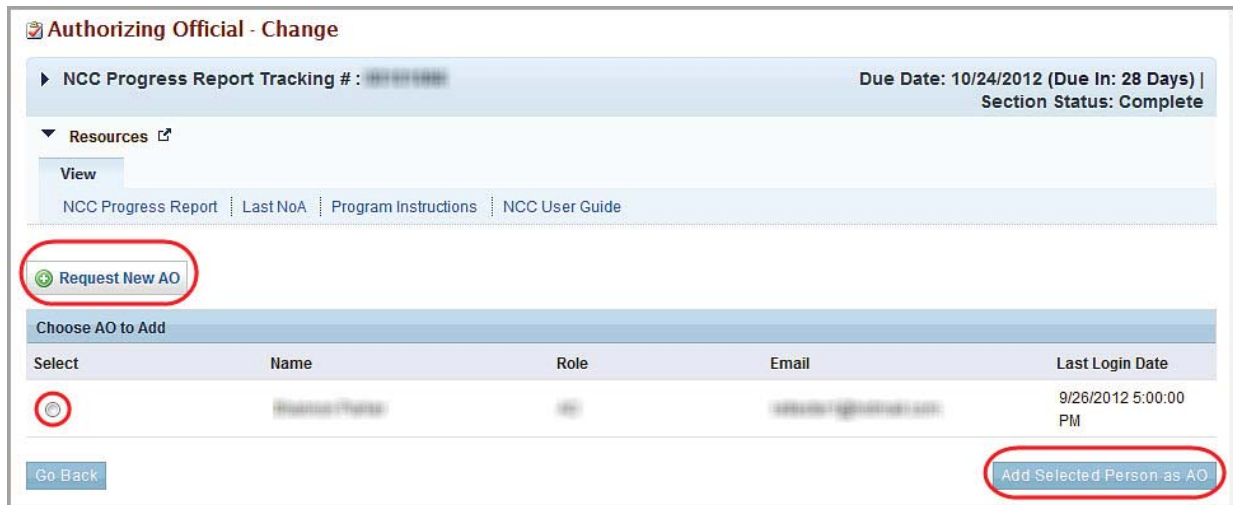 Authorizing Official - Change
NCC Progress Report Tracking # :
Due Date: 10/24/2012 (Due In: 28 Days) |
Section Status: Complete
Resources
View
NCC Progress Report | Last NoA | Program Instructions | NCC User Guide
Request New AO
Choose AO to Add
Select Name Role Email Last Login Date
9/26/2012 5:00:00
PM
Go Back Add Selected Person as AO